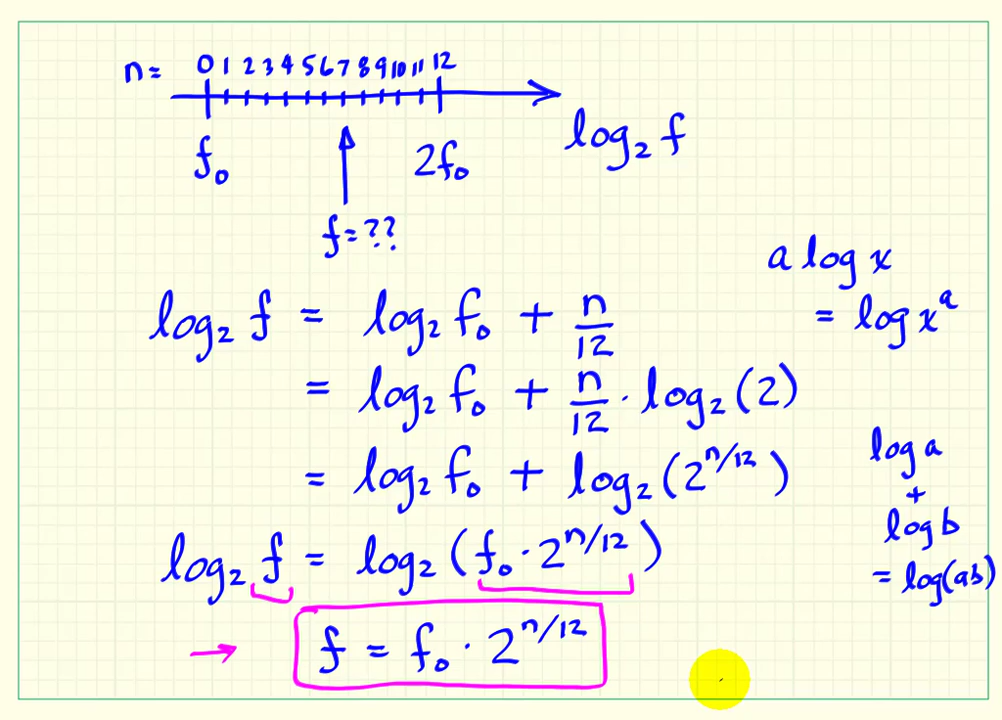 n= 0 1 2 3 4 5 6 7 8 9 10 11 12
f₀ 2f₀ log₂ f
f=??
a log x
= log xᵃ
log₂ f = log₂ f₀ + n/12
= log₂ f₀ + n/12 · log₂(2)
= log₂ f₀ + log₂(2^n/12)
log a
+
log b
= log(ab)
log₂ f = log₂(f₀ · 2^n/12)
→ f = f₀ · 2^n/12